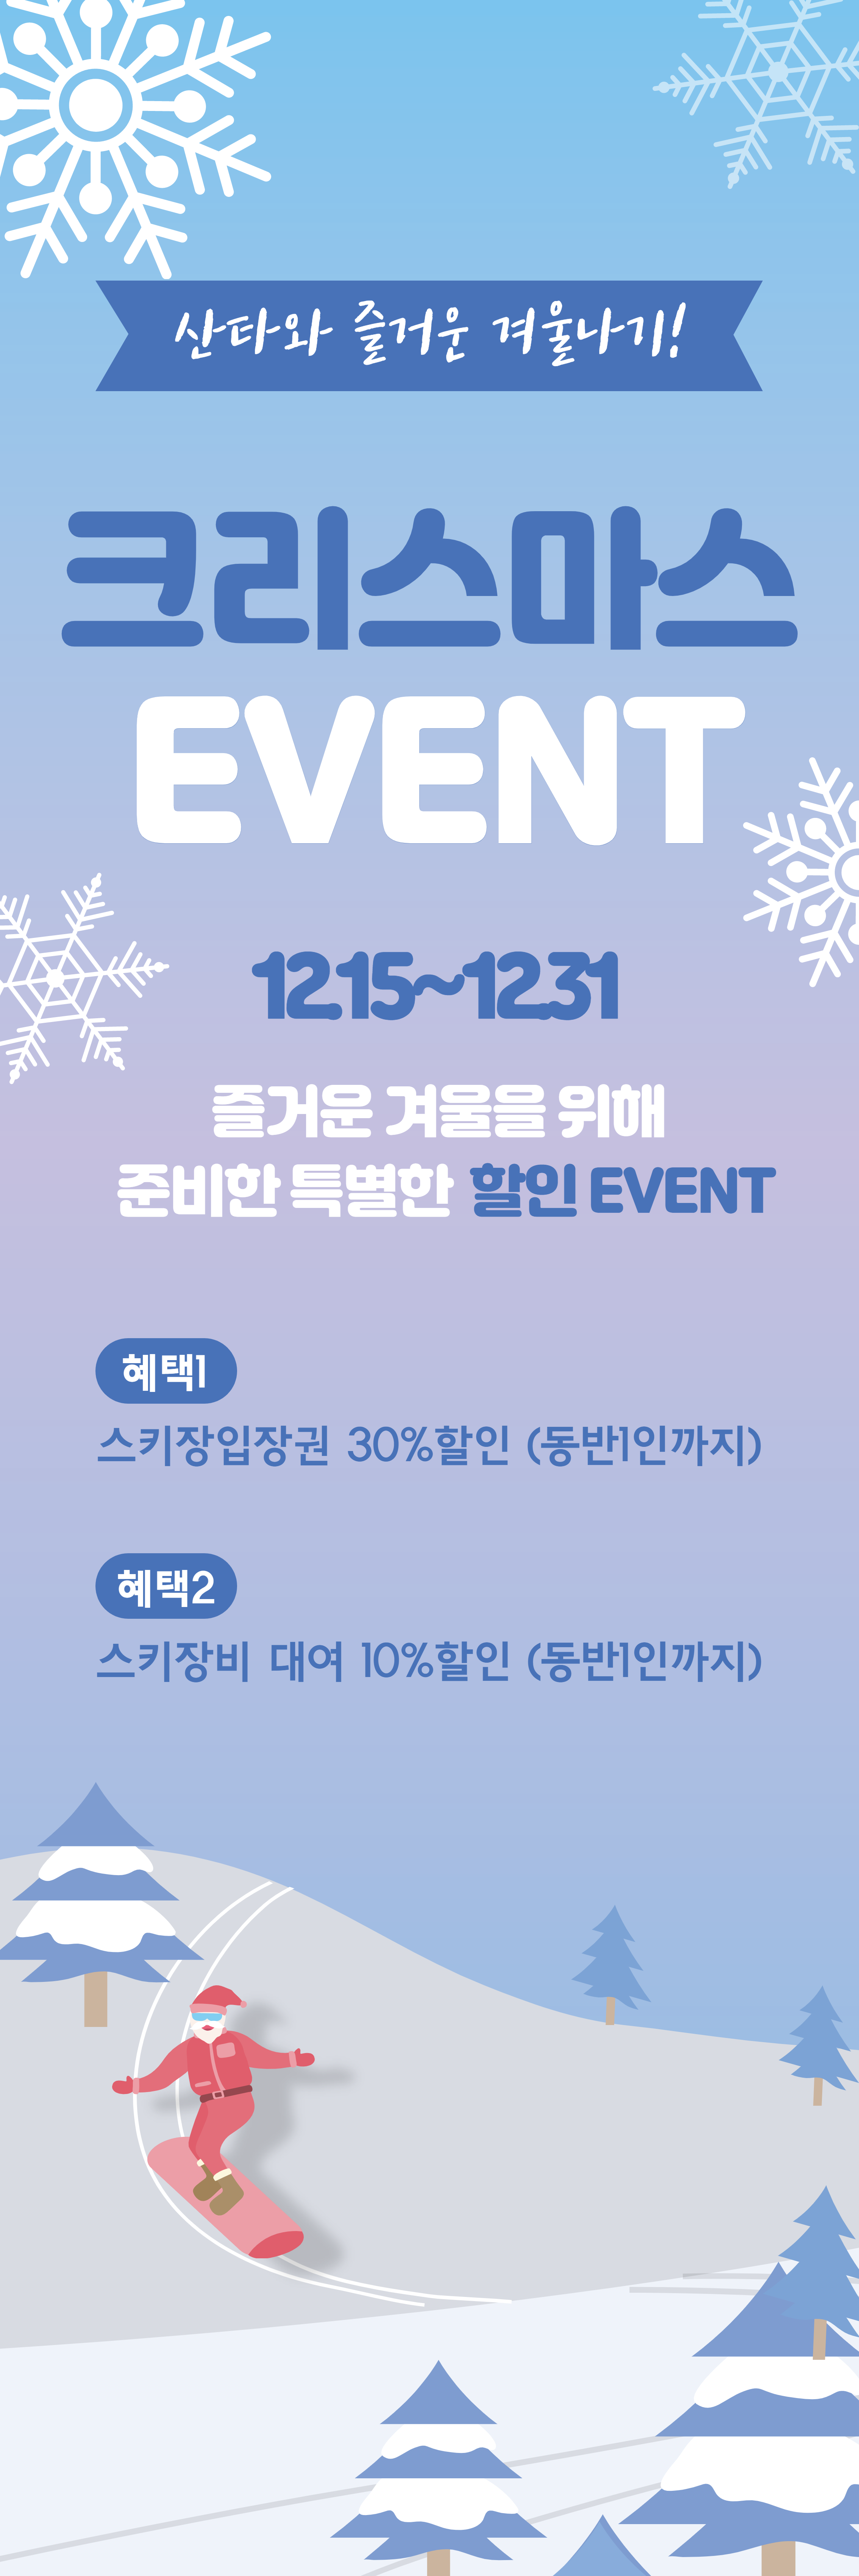 산타와 즐거운 겨울나기!
크리스마스
EVENT
12.15~12.31
즐거운 겨울을 위해
준비한 특별한 할인 EVENT
혜택1
스키장입장권 30%할인 (동반1인까지)
혜택2
스키장비 대여 10%할인 (동반1인까지)